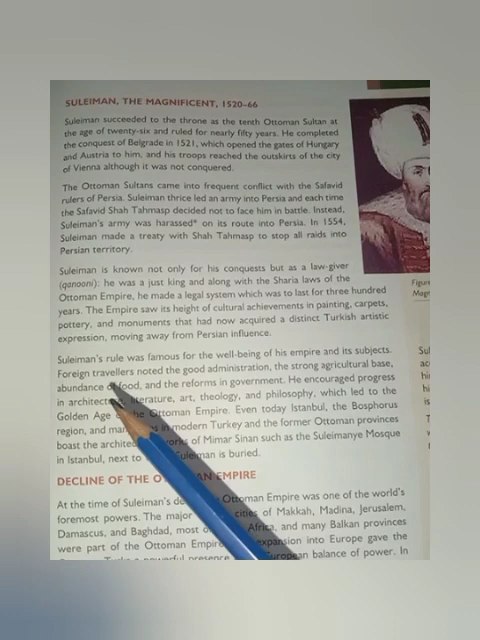 SULEIMAN, THE MAGNIFICENT, 1520–66
Suleiman succeeded to the throne as the tenth Ottoman Sultan at
the age of twenty-six and ruled for nearly fifty years. He completed
the conquest of Belgrade in 1521, which opened the gates of Hungary
and Austria to him, and his troops reached the outskirts of the city
of Vienna although it was not conquered.
The Ottoman Sultans came into frequent conflict with the Safavid
rulers of Persia. Suleiman thrice led an army into Persia and each time
the Safavid Shah Tahmasp decided not to face him in battle. Instead,
Suleiman's army was harassed* on its route into Persia. In 1554,
Suleiman made a treaty with Shah Tahmasp to stop all raids into
Persian territory.
Suleiman is known not only for his conquests but as a law-giver
(qanooni): he was a just king and along with the Sharia laws of the
Ottoman Empire, he made a legal system which was to last for three hundred
years. The Empire saw its height of cultural achievements in painting, carpets,
pottery, and monuments that had now acquired a distinct Turkish artistic
expression, moving away from Persian influence.
Figure
Magn
Suleiman's rule was famous for the well-being of his empire and its subjects.
Foreign travellers noted the good administration, the strong agricultural base,
abundance of food, and the reforms in government. He encouraged progress
in architect literature, art, theology, and philosophy, which led to the
Golden Age the Ottoman Empire. Even today Istanbul, the Bosphorus
region, and in modern Turkey and the former Ottoman provinces
boast the works of Mimar Sinan such as the Suleimanye Mosque
in Istanbul, next to Suleiman is buried.
DECLINE OF THE EMPIRE
At the time of Suleiman's Ottoman Empire was one of the world's
foremost powers. The major cities of Makkah, Madina, Jerusalem,
Damascus, and Baghdad, most Africa, and many Balkan provinces
were part of the Ottoman Empire expansion into Europe gave the
a powerful presence European balance of power. In